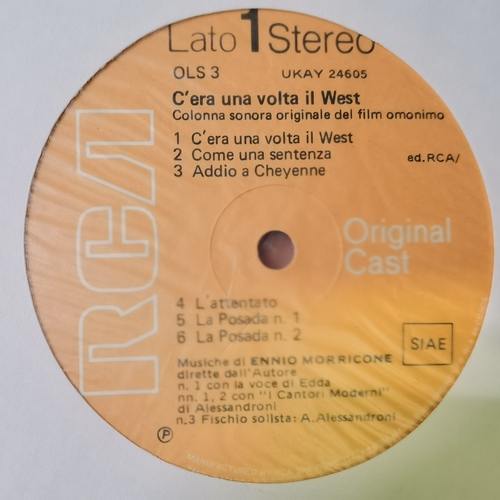 Lato 1 Stereo
OLS 3 UKAY 24605
C'era una volta il West
Colonna sonora originale del film omonimo
1 C'era una volta il West
2 Come una sentenza ed.RCA/
3 Addio a Cheyenne
RCA
Original
Cast
4 L'attentato
5 La Posada n. 1
6 La Posada n. 2
SIAE
Musiche di ENNIO MORRICONE
dirette dall'Autore
n. 1 con la voce di Edda
nn. 1, 2 con "I Cantori Moderni"
di Alessandroni
n.3 Fischio solista: A.Alessandroni
Ⓟ
MANUFACTURED